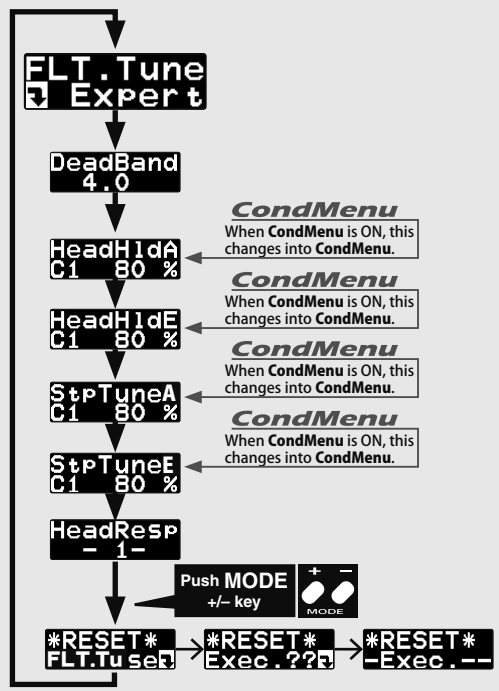 FLT.Tune
Expert
DeadBand
4.0
CondMenu
When CondMenu is ON, this
changes into CondMenu.
HeadHldA
C1 80 %
CondMenu
When CondMenu is ON, this
changes into CondMenu.
HeadHldE
C1 80 %
CondMenu
When CondMenu is ON, this
changes into CondMenu.
StpTuneA
C1 80 %
CondMenu
When CondMenu is ON, this
changes into CondMenu.
StpTuneE
C1 80 %
HeadResp
- 1-
Push MODE
+/– key
+ –
MODE
*RESET*
FLT.Tu se
*RESET*
Exec.??
*RESET*
-Exec.--